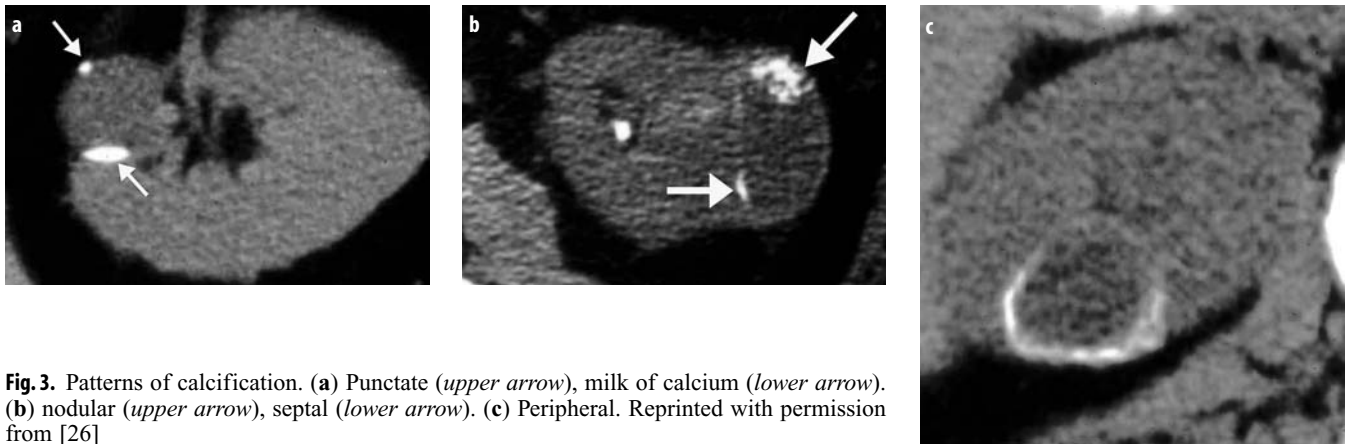 a
b
c
Fig. 3. Patterns of calcification. (a) Punctate (upper arrow), milk of calcium (lower arrow).
(b) nodular (upper arrow), septal (lower arrow). (c) Peripheral. Reprinted with permission
from [26]